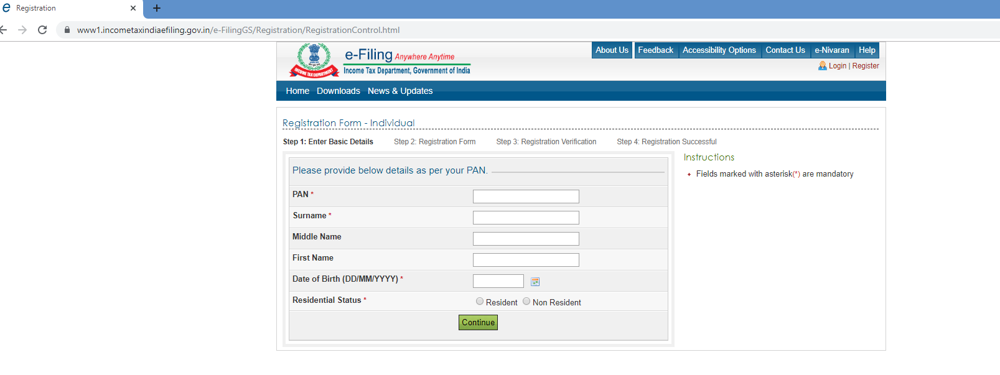 Registration
www1.incometaxindiaefiling.gov.in/e-FilingGS/Registration/RegistrationControl.html
INCOME TAX DEPARTMENT
e-Filing Anywhere Anytime
Income Tax Department, Government of India
About Us Feedback Accessibility Options Contact Us e-Nivaran Help
Login | Register
Home Downloads News & Updates
Registration Form - Individual
Step 1: Enter Basic Details Step 2: Registration Form Step 3: Registration Verification Step 4: Registration Successful
Please provide below details as per your PAN.
PAN *
Surname *
Middle Name
First Name
Date of Birth (DD/MM/YYYY) *
Residential Status *
Resident Non Resident
Continue
Instructions
Fields marked with asterisk(*) are mandatory